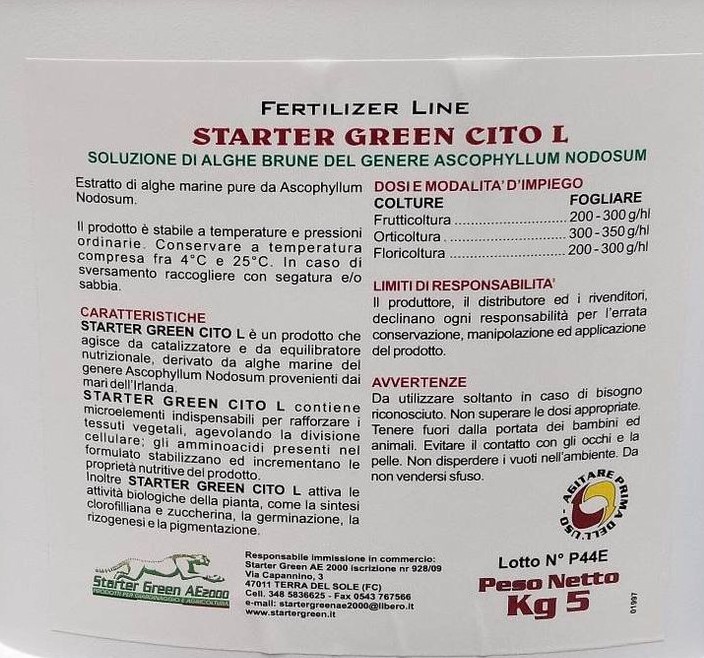 FERTILIZER LINE
STARTER GREEN CITO L
SOLUZIONE DI ALGHE BRUNE DEL GENERE ASCOPHYLLUM NODOSUM
Estratto di alghe marine pure da Ascophyllum
Nodosum.
Il prodotto è stabile a temperature e pressioni
ordinarie. Conservare a temperatura
compresa fra 4°C e 25°C. In caso di
sversamento raccogliere con segatura e/o
sabbia.
CARATTERISTICHE
STARTER GREEN CITO L è un prodotto che
agisce da catalizzatore e da equilibratore
nutrizionale, derivato da alghe marine del
genere Ascophyllum Nodosum provenienti dai
mari dell'Irlanda.
STARTER GREEN CITO L contiene
microelementi indispensabili per rafforzare i
tessuti vegetali, agevolando la divisione
cellulare; gli amminoacidi presenti nel
formulato stabilizzano ed incrementano le
proprietà nutritive del prodotto.
Inoltre STARTER GREEN CITO L attiva le
attività biologiche della pianta, come la sintesi
clorofilliana e zuccherina, la germinazione, la
rizogenesi e la pigmentazione.
DOSI E MODALITA' D'IMPIEGO
COLTURE FOGLIARE
Frutticoltura ............................ 200 - 300 g/hl
Orticoltura ............................. 300 - 350 g/hl
Floricoltura ............................. 200 - 300 g/hl
LIMITI DI RESPONSABILITA'
Il produttore, il distributore ed i rivenditori,
declinano ogni responsabilità per l'errata
conservazione, manipolazione ed applicazione
del prodotto.
AVVERTENZE
Da utilizzare soltanto in caso di bisogno
riconosciuto. Non superare le dosi appropriate.
Tenere fuori dalla portata dei bambini ed
animali. Evitare il contatto con gli occhi e la
pelle. Non disperdere i vuoti nell'ambiente. Da
non vendersi sfuso.
AGITARE PRIMA DELL'USO
Starter Green AE2000
PRODOTTI PER GIARDINAGGIO E AGRICOLTURA
Responsabile immissione in commercio:
Starter Green AE 2000 iscrizione nr 928/09
Via Capannino, 3
47011 TERRA DEL SOLE (FC)
Cell. 348 5836625 - Fax 0543 767566
e-mail: startergreenae2000@libero.it
www.startergreen.it
Lotto N° P44E
Peso Netto
Kg 5
01997